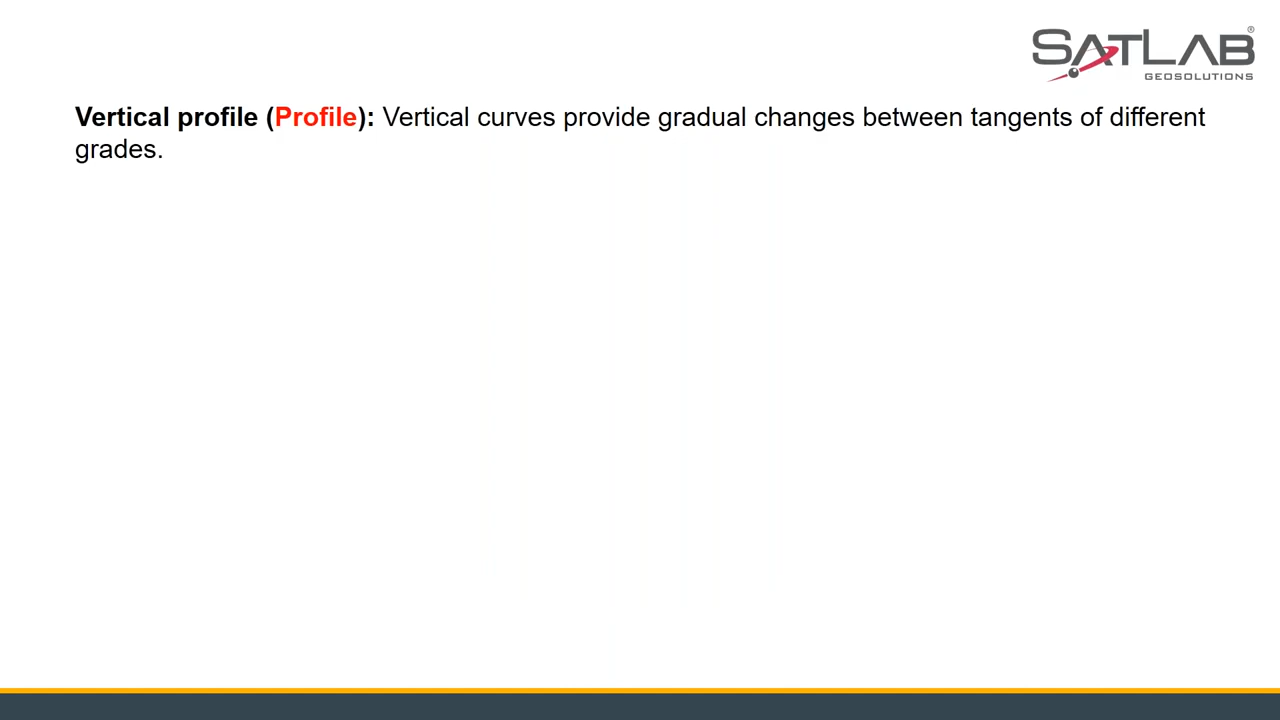 SATLAB®
GEOSOLUTIONS
Vertical profile (Profile): Vertical curves provide gradual changes between tangents of different
grades.